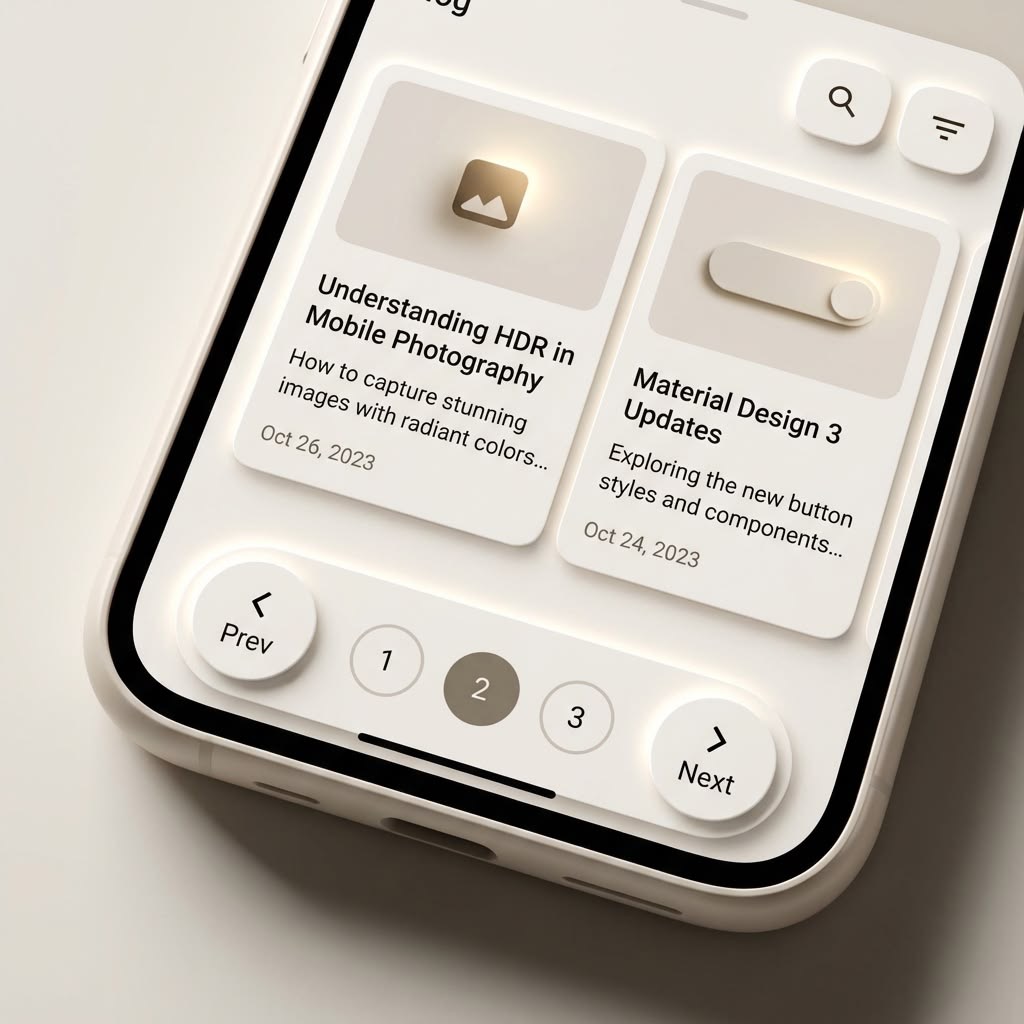 Understanding HDR in
Mobile Photography
How to capture stunning
images with radiant colors...
Oct 26, 2023
Material Design 3
Updates
Exploring the new button
styles and components...
Oct 24, 2023
Prev
1
2
3
Next